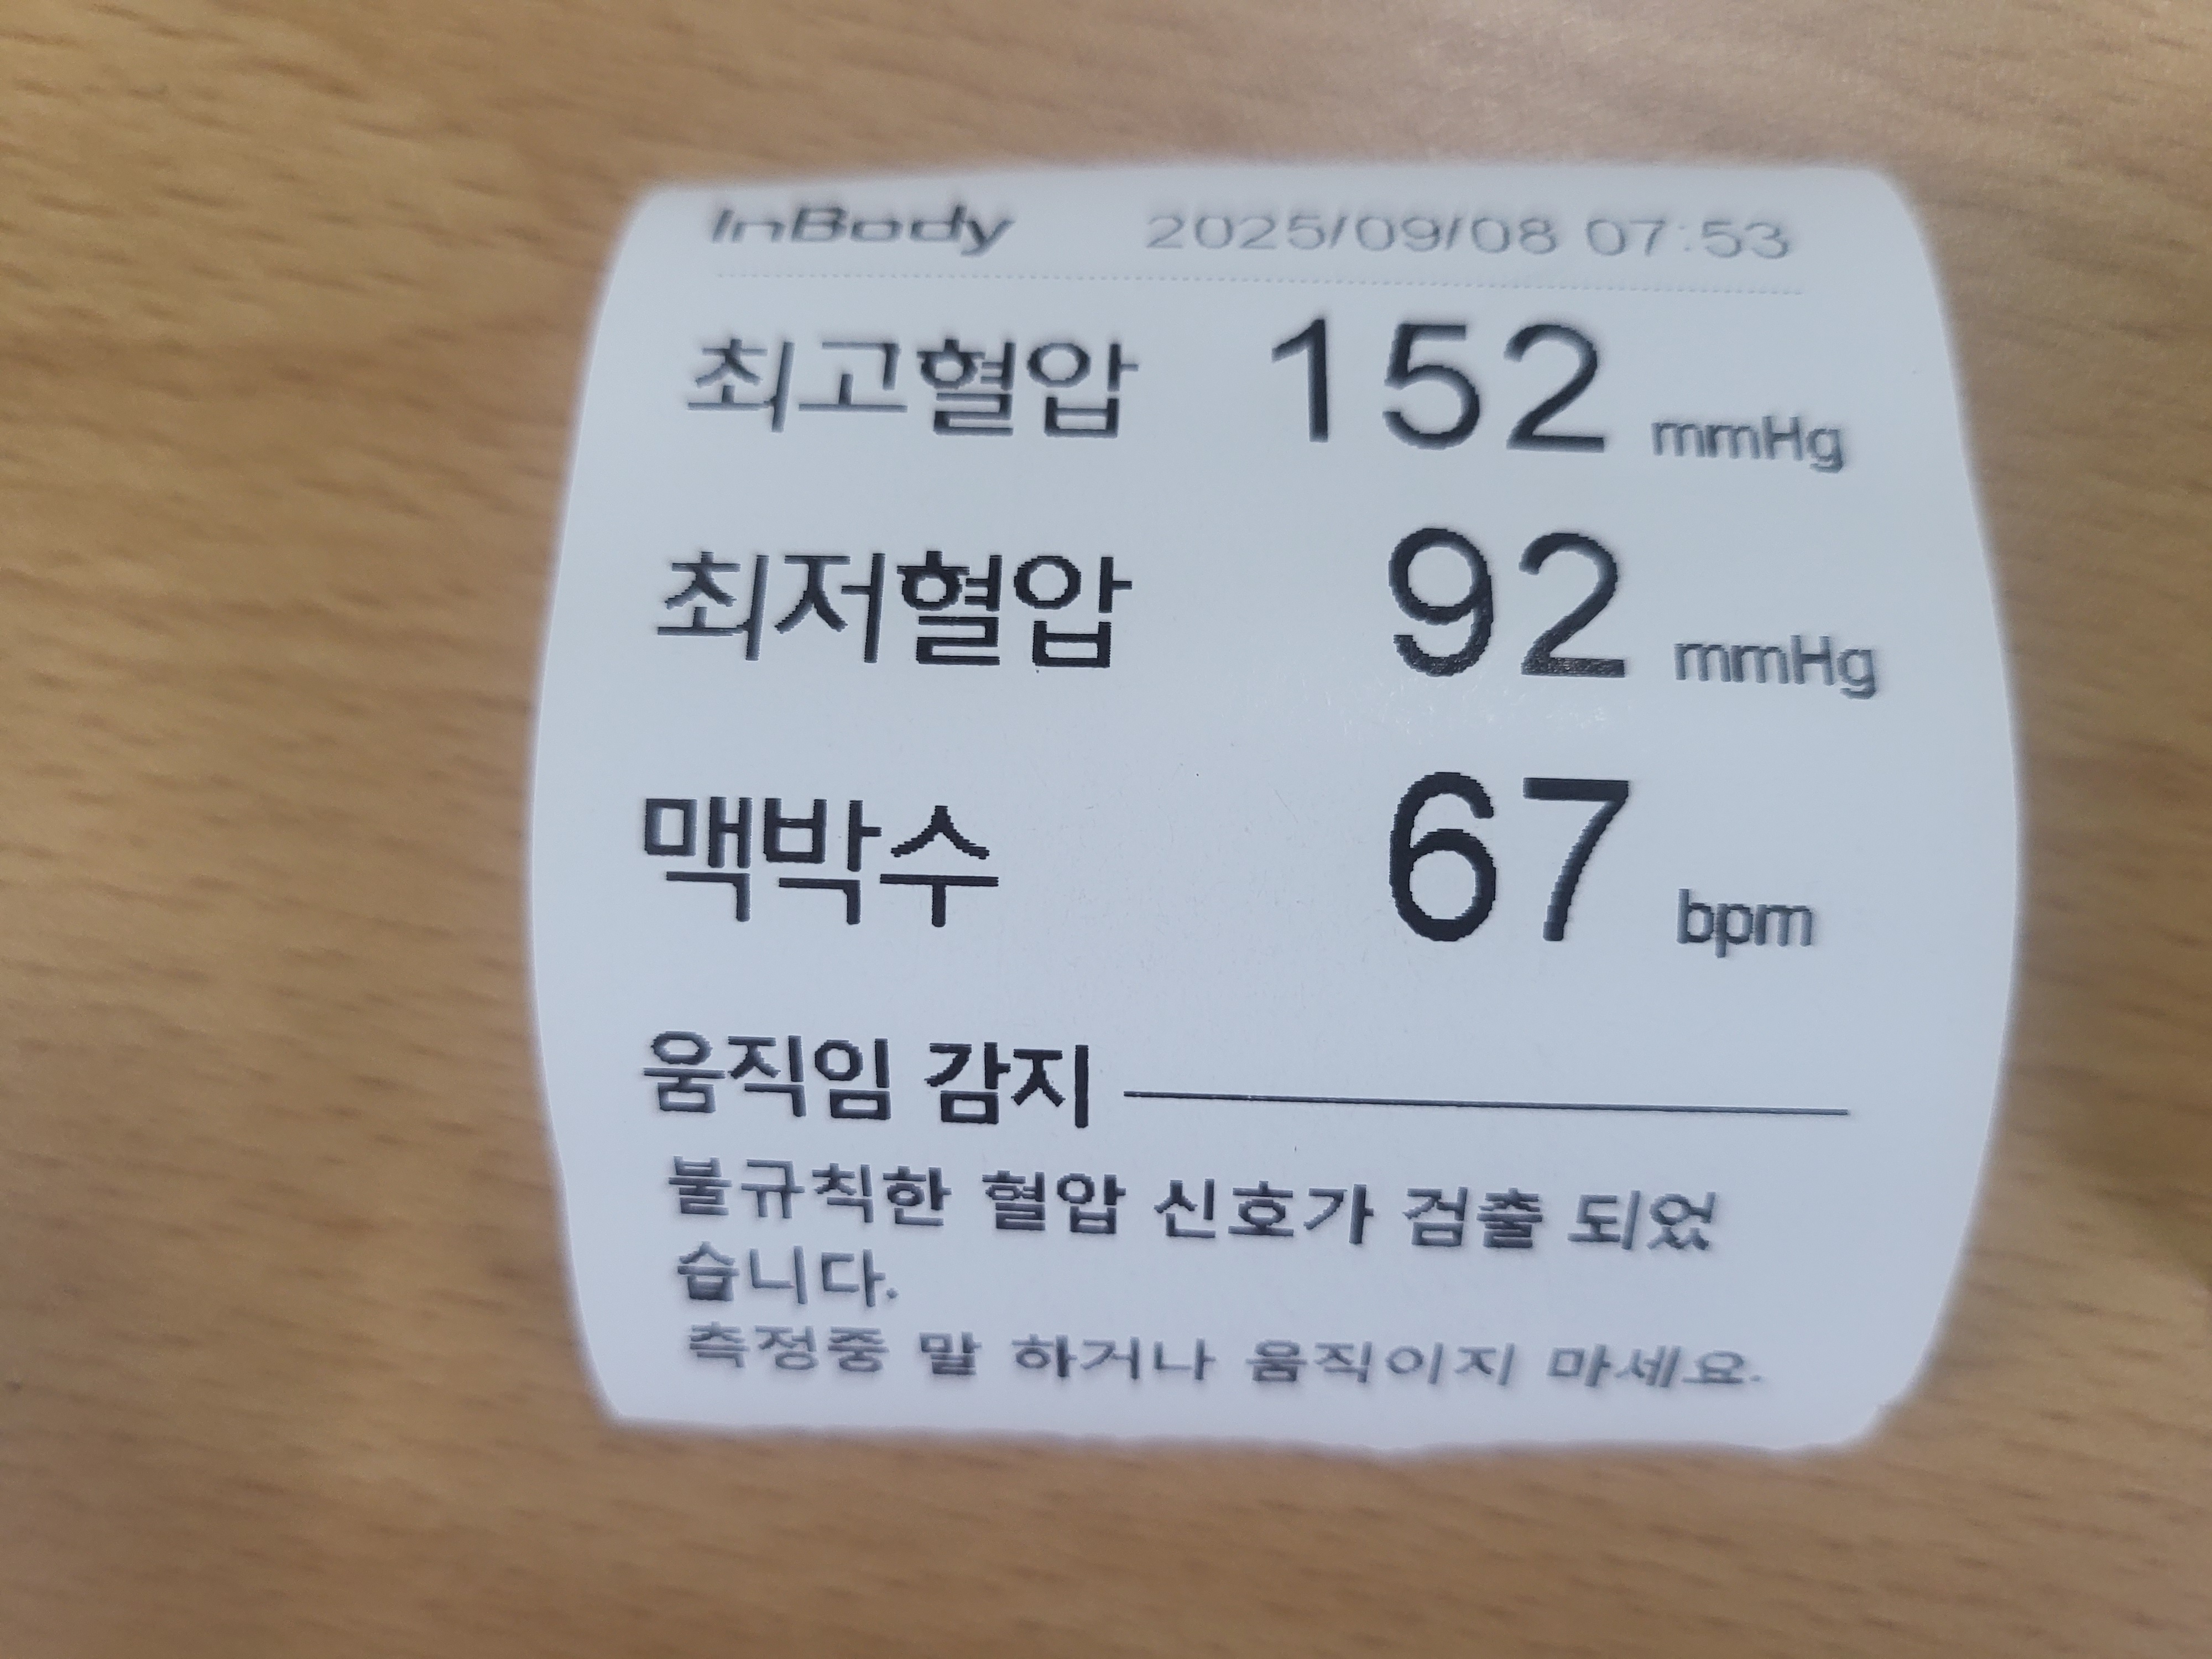 InBody 2025/09/08 07:53
최고혈압 152 mmHg
최저혈압 92 mmHg
맥박수 67 bpm
움직임 감지
불규칙한 혈압 신호가 검출 되었
습니다.
측정중 말 하거나 움직이지 마세요.